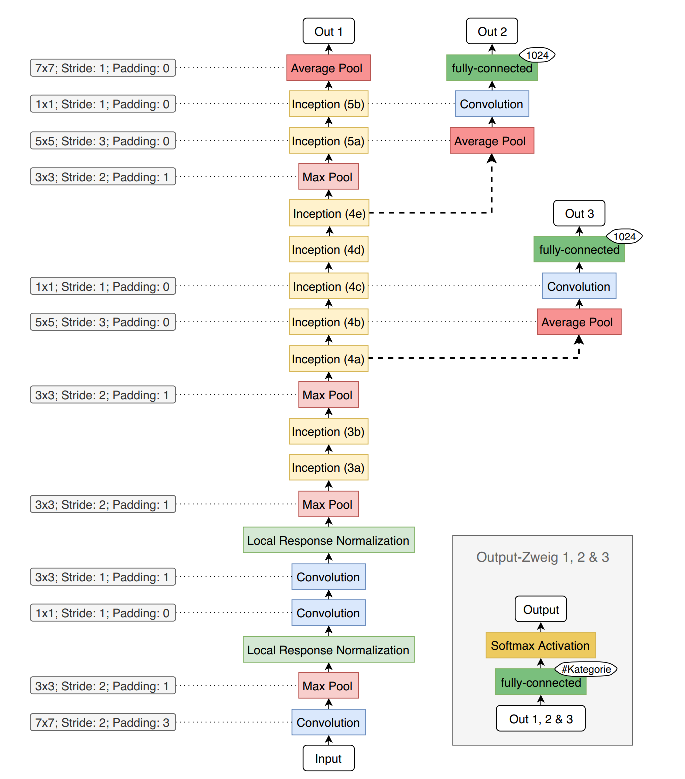 Out 1
Out 2
1024
7x7; Stride: 1; Padding: 0
Average Pool
fully-connected
1x1; Stride: 1; Padding: 0
Inception (5b)
Convolution
5x5; Stride: 3; Padding: 0
Inception (5a)
Average Pool
3x3; Stride: 2; Padding: 1
Max Pool
Inception (4e)
Out 3
1024
Inception (4d)
fully-connected
1x1; Stride: 1; Padding: 0
Inception (4c)
Convolution
5x5; Stride: 3; Padding: 0
Inception (4b)
Average Pool
Inception (4a)
3x3; Stride: 2; Padding: 1
Max Pool
Inception (3b)
Inception (3a)
3x3; Stride: 2; Padding: 1
Max Pool
Local Response Normalization
3x3; Stride: 1; Padding: 1
Convolution
1x1; Stride: 1; Padding: 0
Convolution
Local Response Normalization
3x3; Stride: 2; Padding: 1
Max Pool
7x7; Stride: 2; Padding: 3
Convolution
Input
Output-Zweig 1, 2 & 3
Output
Softmax Activation
#Kategorie
fully-connected
Out 1, 2 & 3